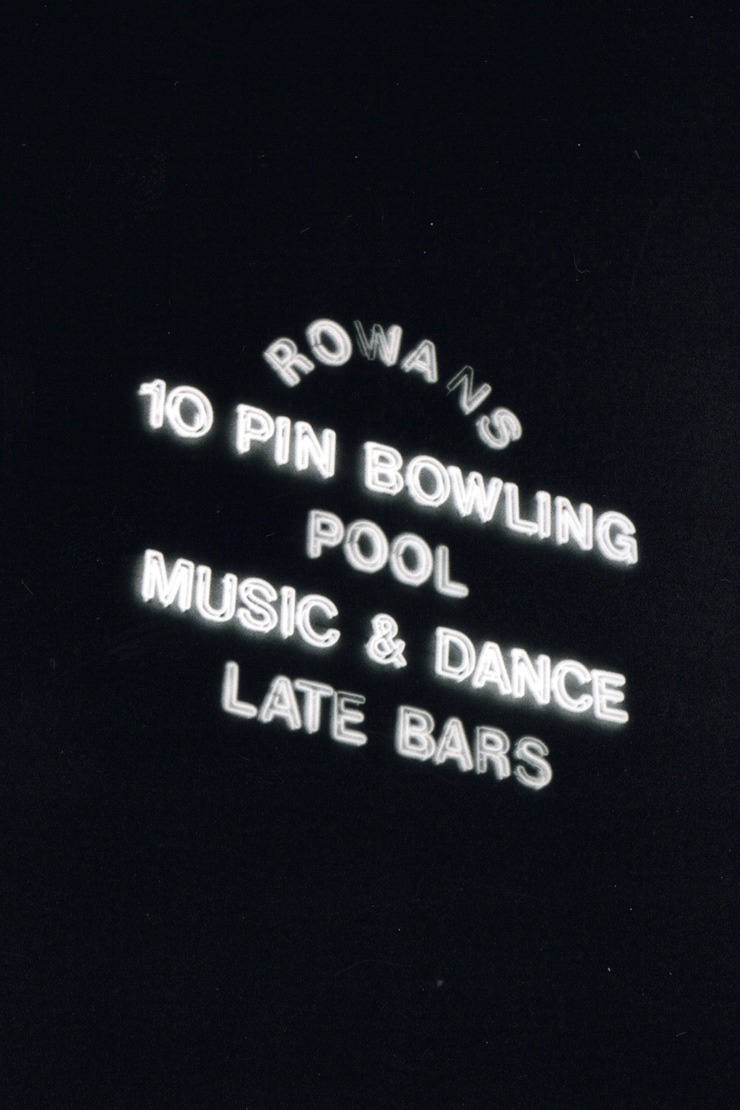 ROWANS
10 PIN BOWLING
POOL
MUSIC & DANCE
LATE BARS